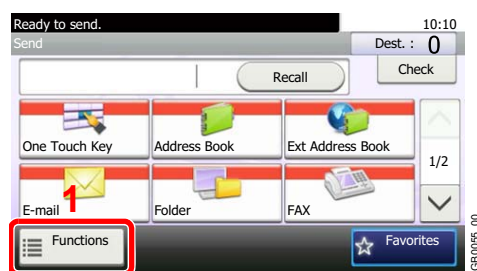 Ready to send. 10:10
Send Dest. : 0
Recall Check
One Touch Key Address Book Ext Address Book
1/2
1
E-mail Folder FAX
Functions Favorites
GB0055_00